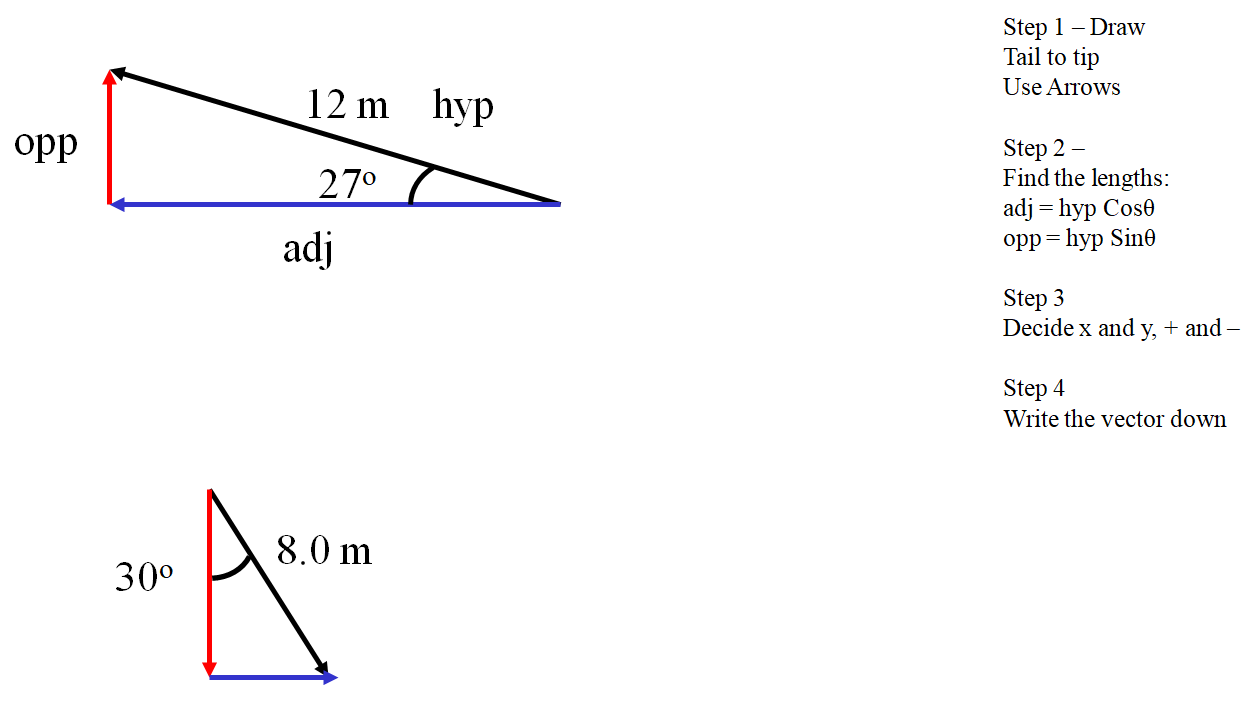 Step 1 – Draw
Tail to tip
Use Arrows
Step 2 –
Find the lengths:
adj = hyp Cosθ
opp = hyp Sinθ
Step 3
Decide x and y, + and –
Step 4
Write the vector down
12 m hyp
opp
27º
adj
8.0 m
30º